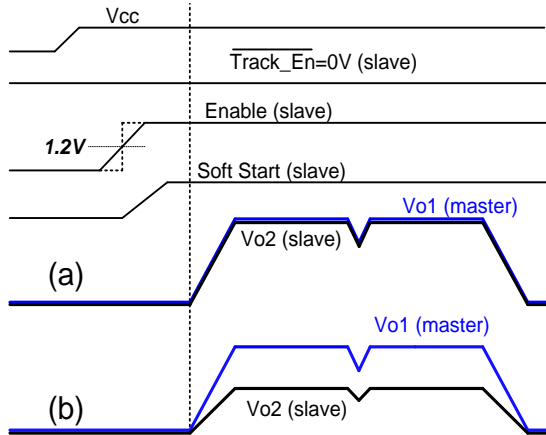 Vcc
Track_En=0V (slave)
Enable (slave)
1.2V
Soft Start (slave)
Vo1 (master)
Vo2 (slave)
(a)
Vo1 (master)
(b)
Vo2 (slave)